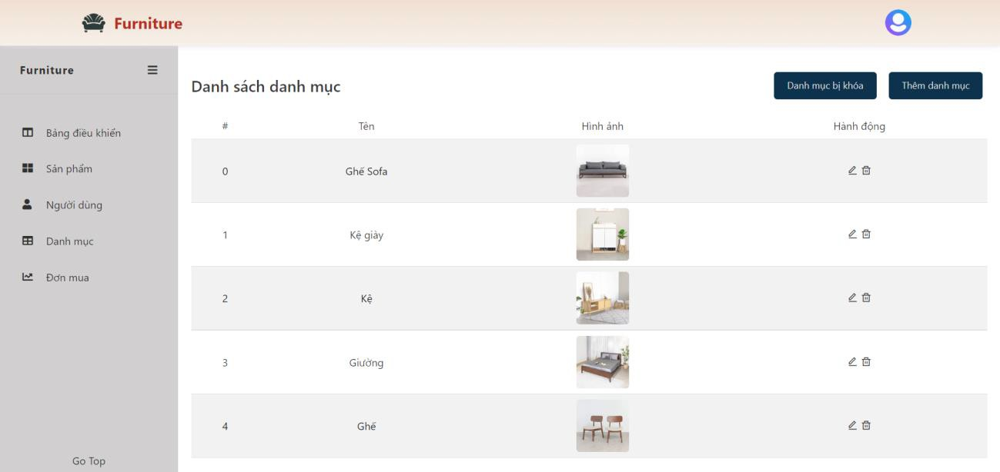 Furniture
Furniture
Bảng điều khiển
Sản phẩm
Người dùng
Danh mục
Đơn mua
Go Top
Danh sách danh mục
Danh mục bị khóa
Thêm danh mục
# Tên Hình ảnh Hành động
0 Ghế Sofa
1 Kệ giày
2 Kệ
3 Giường
4 Ghế